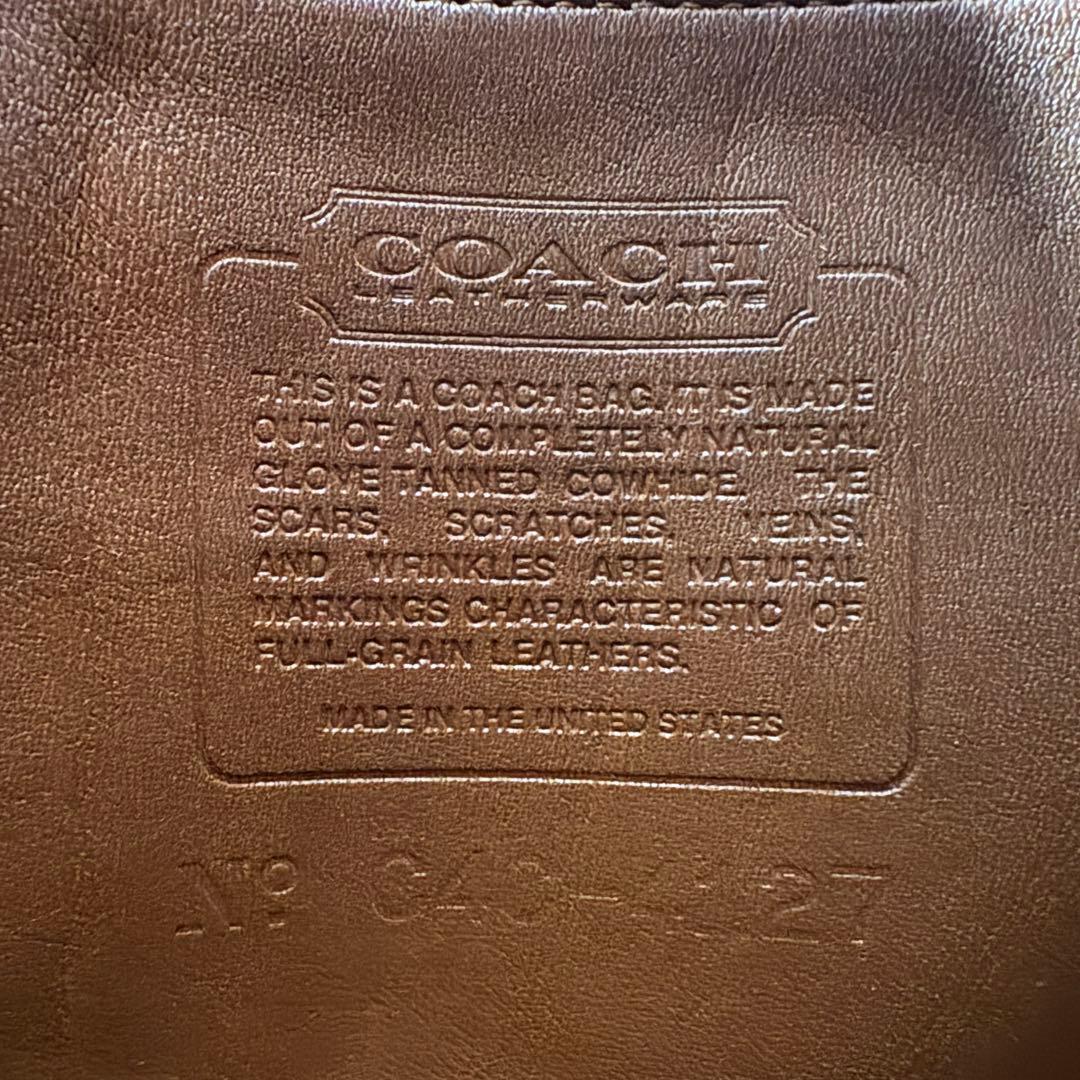 COACH
LEATHERWARE
THIS IS A COACH BAG. IT IS MADE
OUT OF A COMPLETELY NATURAL
GLOVE TANNED COWHIDE. THE
SCARS, SCRATCHES VEINS,
AND WRINKLES ARE NATURAL
MARKINGS CHARACTERISTIC OF
FULL-GRAIN LEATHERS.
MADE IN THE UNITED STATES
Nº